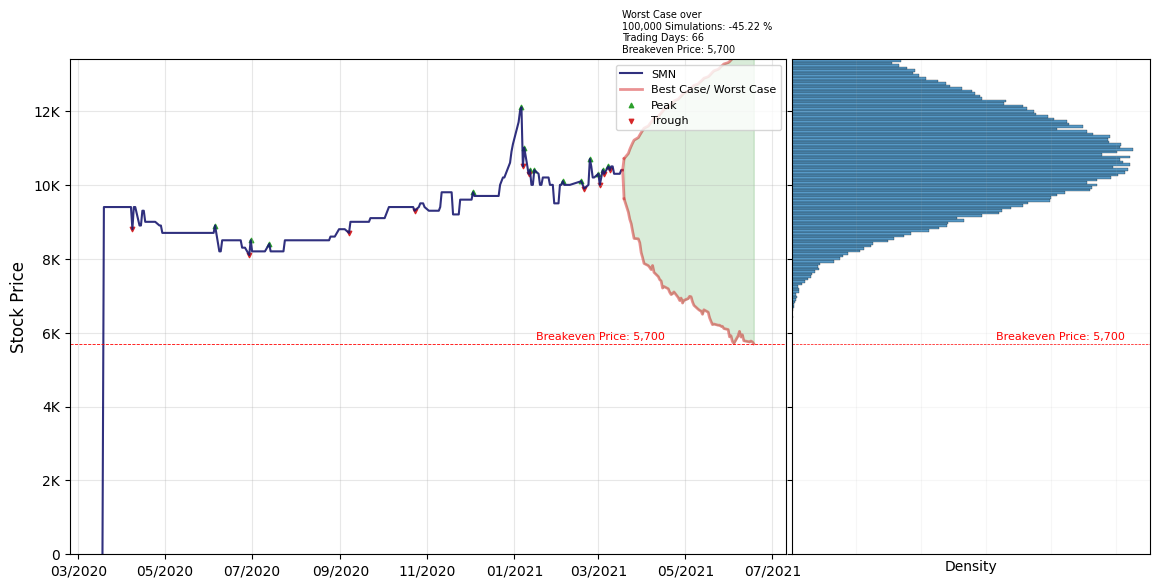 Worst Case over
100,000 Simulations: -45.22 %
Trading Days: 66
Breakeven Price: 5,700
SMN
Best Case/ Worst Case
Peak
Trough
12K
10K
8K
6K
4K
2K
0
Stock Price
Breakeven Price: 5,700
Breakeven Price: 5,700
03/2020 05/2020 07/2020 09/2020 11/2020 01/2021 03/2021 05/2021 07/2021
Density